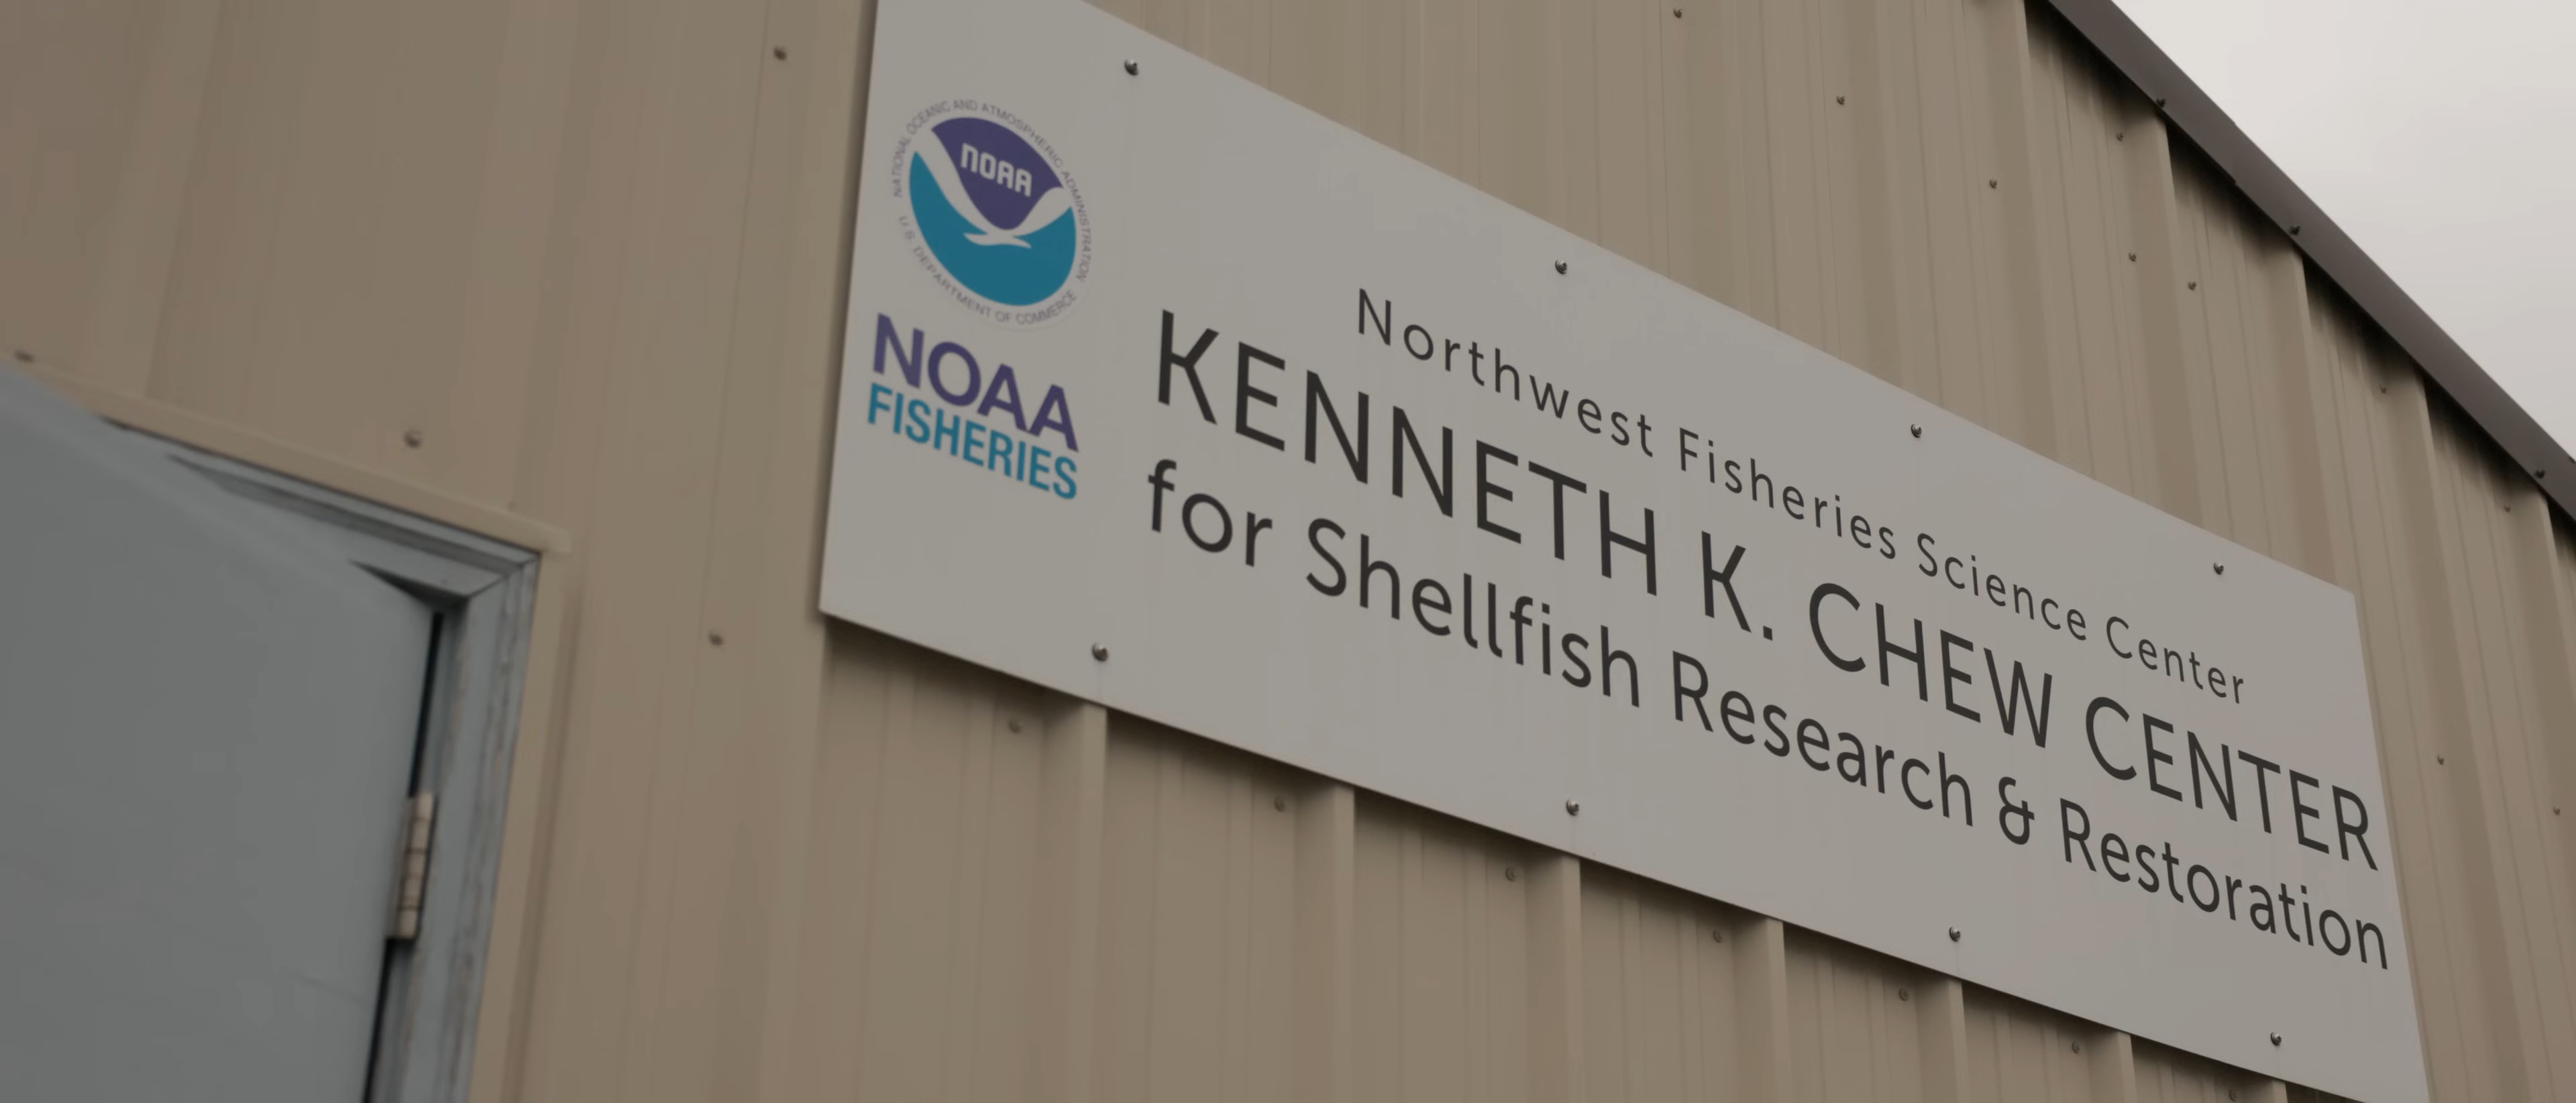 NATIONAL OCEANIC AND ATMOSPHERIC ADMINISTRATION
U.S. DEPARTMENT OF COMMERCE
NOAA
NOAA
FISHERIES
Northwest Fisheries Science Center
KENNETH K. CHEW CENTER
for Shellfish Research & Restoration